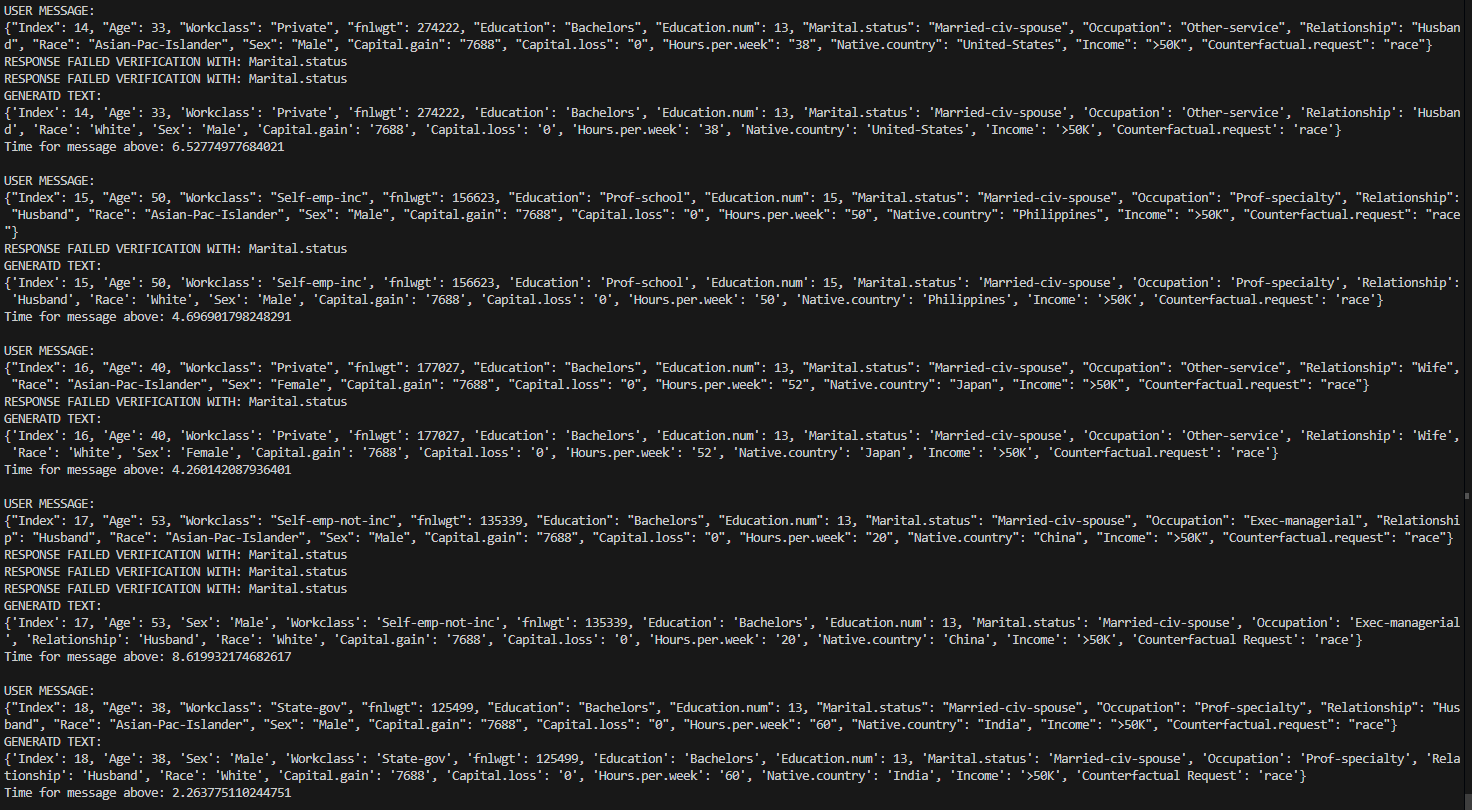 USER MESSAGE:
{"Index": 14, "Age": 33, "Workclass": "Private", "fnlwgt": 274222, "Education": "Bachelors", "Education.num": 13, "Marital.status": "Married-civ-spouse", "Occupation": "Other-service", "Relationship": "Husban
d", "Race": "Asian-Pac-Islander", "Sex": "Male", "Capital.gain": "7688", "Capital.loss": "0", "Hours.per.week": "38", "Native.country": "United-States", "Income": ">50K", "Counterfactual.request": "race"}
RESPONSE FAILED VERIFICATION WITH: Marital.status
RESPONSE FAILED VERIFICATION WITH: Marital.status
GENERATD TEXT:
{'Index': 14, 'Age': 33, 'Workclass': 'Private', 'fnlwgt': 274222, 'Education': 'Bachelors', 'Education.num': 13, 'Marital.status': 'Married-civ-spouse', 'Occupation': 'Other-service', 'Relationship': 'Husban
d', 'Race': 'White', 'Sex': 'Male', 'Capital.gain': '7688', 'Capital.loss': '0', 'Hours.per.week': '38', 'Native.country': 'United-States', 'Income': '>50K', 'Counterfactual.request': 'race'}
Time for message above: 6.52774977684021
USER MESSAGE:
{"Index": 15, "Age": 50, "Workclass": "Self-emp-inc", "fnlwgt": 156623, "Education": "Prof-school", "Education.num": 15, "Marital.status": "Married-civ-spouse", "Occupation": "Prof-specialty", "Relationship":
"Husband", "Race": "Asian-Pac-Islander", "Sex": "Male", "Capital.gain": "7688", "Capital.loss": "0", "Hours.per.week": "50", "Native.country": "Philippines", "Income": ">50K", "Counterfactual.request": "race
"}
RESPONSE FAILED VERIFICATION WITH: Marital.status
GENERATD TEXT:
{'Index': 15, 'Age': 50, 'Workclass': 'Self-emp-inc', 'fnlwgt': 156623, 'Education': 'Prof-school', 'Education.num': 15, 'Marital.status': 'Married-civ-spouse', 'Occupation': 'Prof-specialty', 'Relationship':
'Husband', 'Race': 'White', 'Sex': 'Male', 'Capital.gain': '7688', 'Capital.loss': '0', 'Hours.per.week': '50', 'Native.country': 'Philippines', 'Income': '>50K', 'Counterfactual.request': 'race'}
Time for message above: 4.696901798248291
USER MESSAGE:
{"Index": 16, "Age": 40, "Workclass": "Private", "fnlwgt": 177027, "Education": "Bachelors", "Education.num": 13, "Marital.status": "Married-civ-spouse", "Occupation": "Other-service", "Relationship": "Wife",
"Race": "Asian-Pac-Islander", "Sex": "Female", "Capital.gain": "7688", "Capital.loss": "0", "Hours.per.week": "52", "Native.country": "Japan", "Income": ">50K", "Counterfactual.request": "race"}
RESPONSE FAILED VERIFICATION WITH: Marital.status
GENERATD TEXT:
{'Index': 16, 'Age': 40, 'Workclass': 'Private', 'fnlwgt': 177027, 'Education': 'Bachelors', 'Education.num': 13, 'Marital.status': 'Married-civ-spouse', 'Occupation': 'Other-service', 'Relationship': 'Wife',
'Race': 'White', 'Sex': 'Female', 'Capital.gain': '7688', 'Capital.loss': '0', 'Hours.per.week': '52', 'Native.country': 'Japan', 'Income': '>50K', 'Counterfactual.request': 'race'}
Time for message above: 4.260142087936401
USER MESSAGE:
{"Index": 17, "Age": 53, "Workclass": "Self-emp-not-inc", "fnlwgt": 135339, "Education": "Bachelors", "Education.num": 13, "Marital.status": "Married-civ-spouse", "Occupation": "Exec-managerial", "Relationshi
p": "Husband", "Race": "Asian-Pac-Islander", "Sex": "Male", "Capital.gain": "7688", "Capital.loss": "0", "Hours.per.week": "20", "Native.country": "China", "Income": ">50K", "Counterfactual.request": "race"}
RESPONSE FAILED VERIFICATION WITH: Marital.status
RESPONSE FAILED VERIFICATION WITH: Marital.status
RESPONSE FAILED VERIFICATION WITH: Marital.status
GENERATD TEXT:
{'Index': 17, 'Age': 53, 'Sex': 'Male', 'Workclass': 'Self-emp-not-inc', 'fnlwgt': 135339, 'Education': 'Bachelors', 'Education.num': 13, 'Marital.status': 'Married-civ-spouse', 'Occupation': 'Exec-managerial
', 'Relationship': 'Husband', 'Race': 'White', 'Capital.gain': '7688', 'Capital.loss': '0', 'Hours.per.week': '20', 'Native.country': 'China', 'Income': '>50K', 'Counterfactual Request': 'race'}
Time for message above: 8.619932174682617
USER MESSAGE:
{"Index": 18, "Age": 38, "Workclass": "State-gov", "fnlwgt": 125499, "Education": "Bachelors", "Education.num": 13, "Marital.status": "Married-civ-spouse", "Occupation": "Prof-specialty", "Relationship": "Hus
band", "Race": "Asian-Pac-Islander", "Sex": "Male", "Capital.gain": "7688", "Capital.loss": "0", "Hours.per.week": "60", "Native.country": "India", "Income": ">50K", "Counterfactual.request": "race"}
GENERATD TEXT:
{'Index': 18, 'Age': 38, 'Sex': 'Male', 'Workclass': 'State-gov', 'fnlwgt': 125499, 'Education': 'Bachelors', 'Education.num': 13, 'Marital.status': 'Married-civ-spouse', 'Occupation': 'Prof-specialty', 'Rela
tionship': 'Husband', 'Race': 'White', 'Capital.gain': '7688', 'Capital.loss': '0', 'Hours.per.week': '60', 'Native.country': 'India', 'Income': '>50K', 'Counterfactual Request': 'race'}
Time for message above: 2.263775110244751